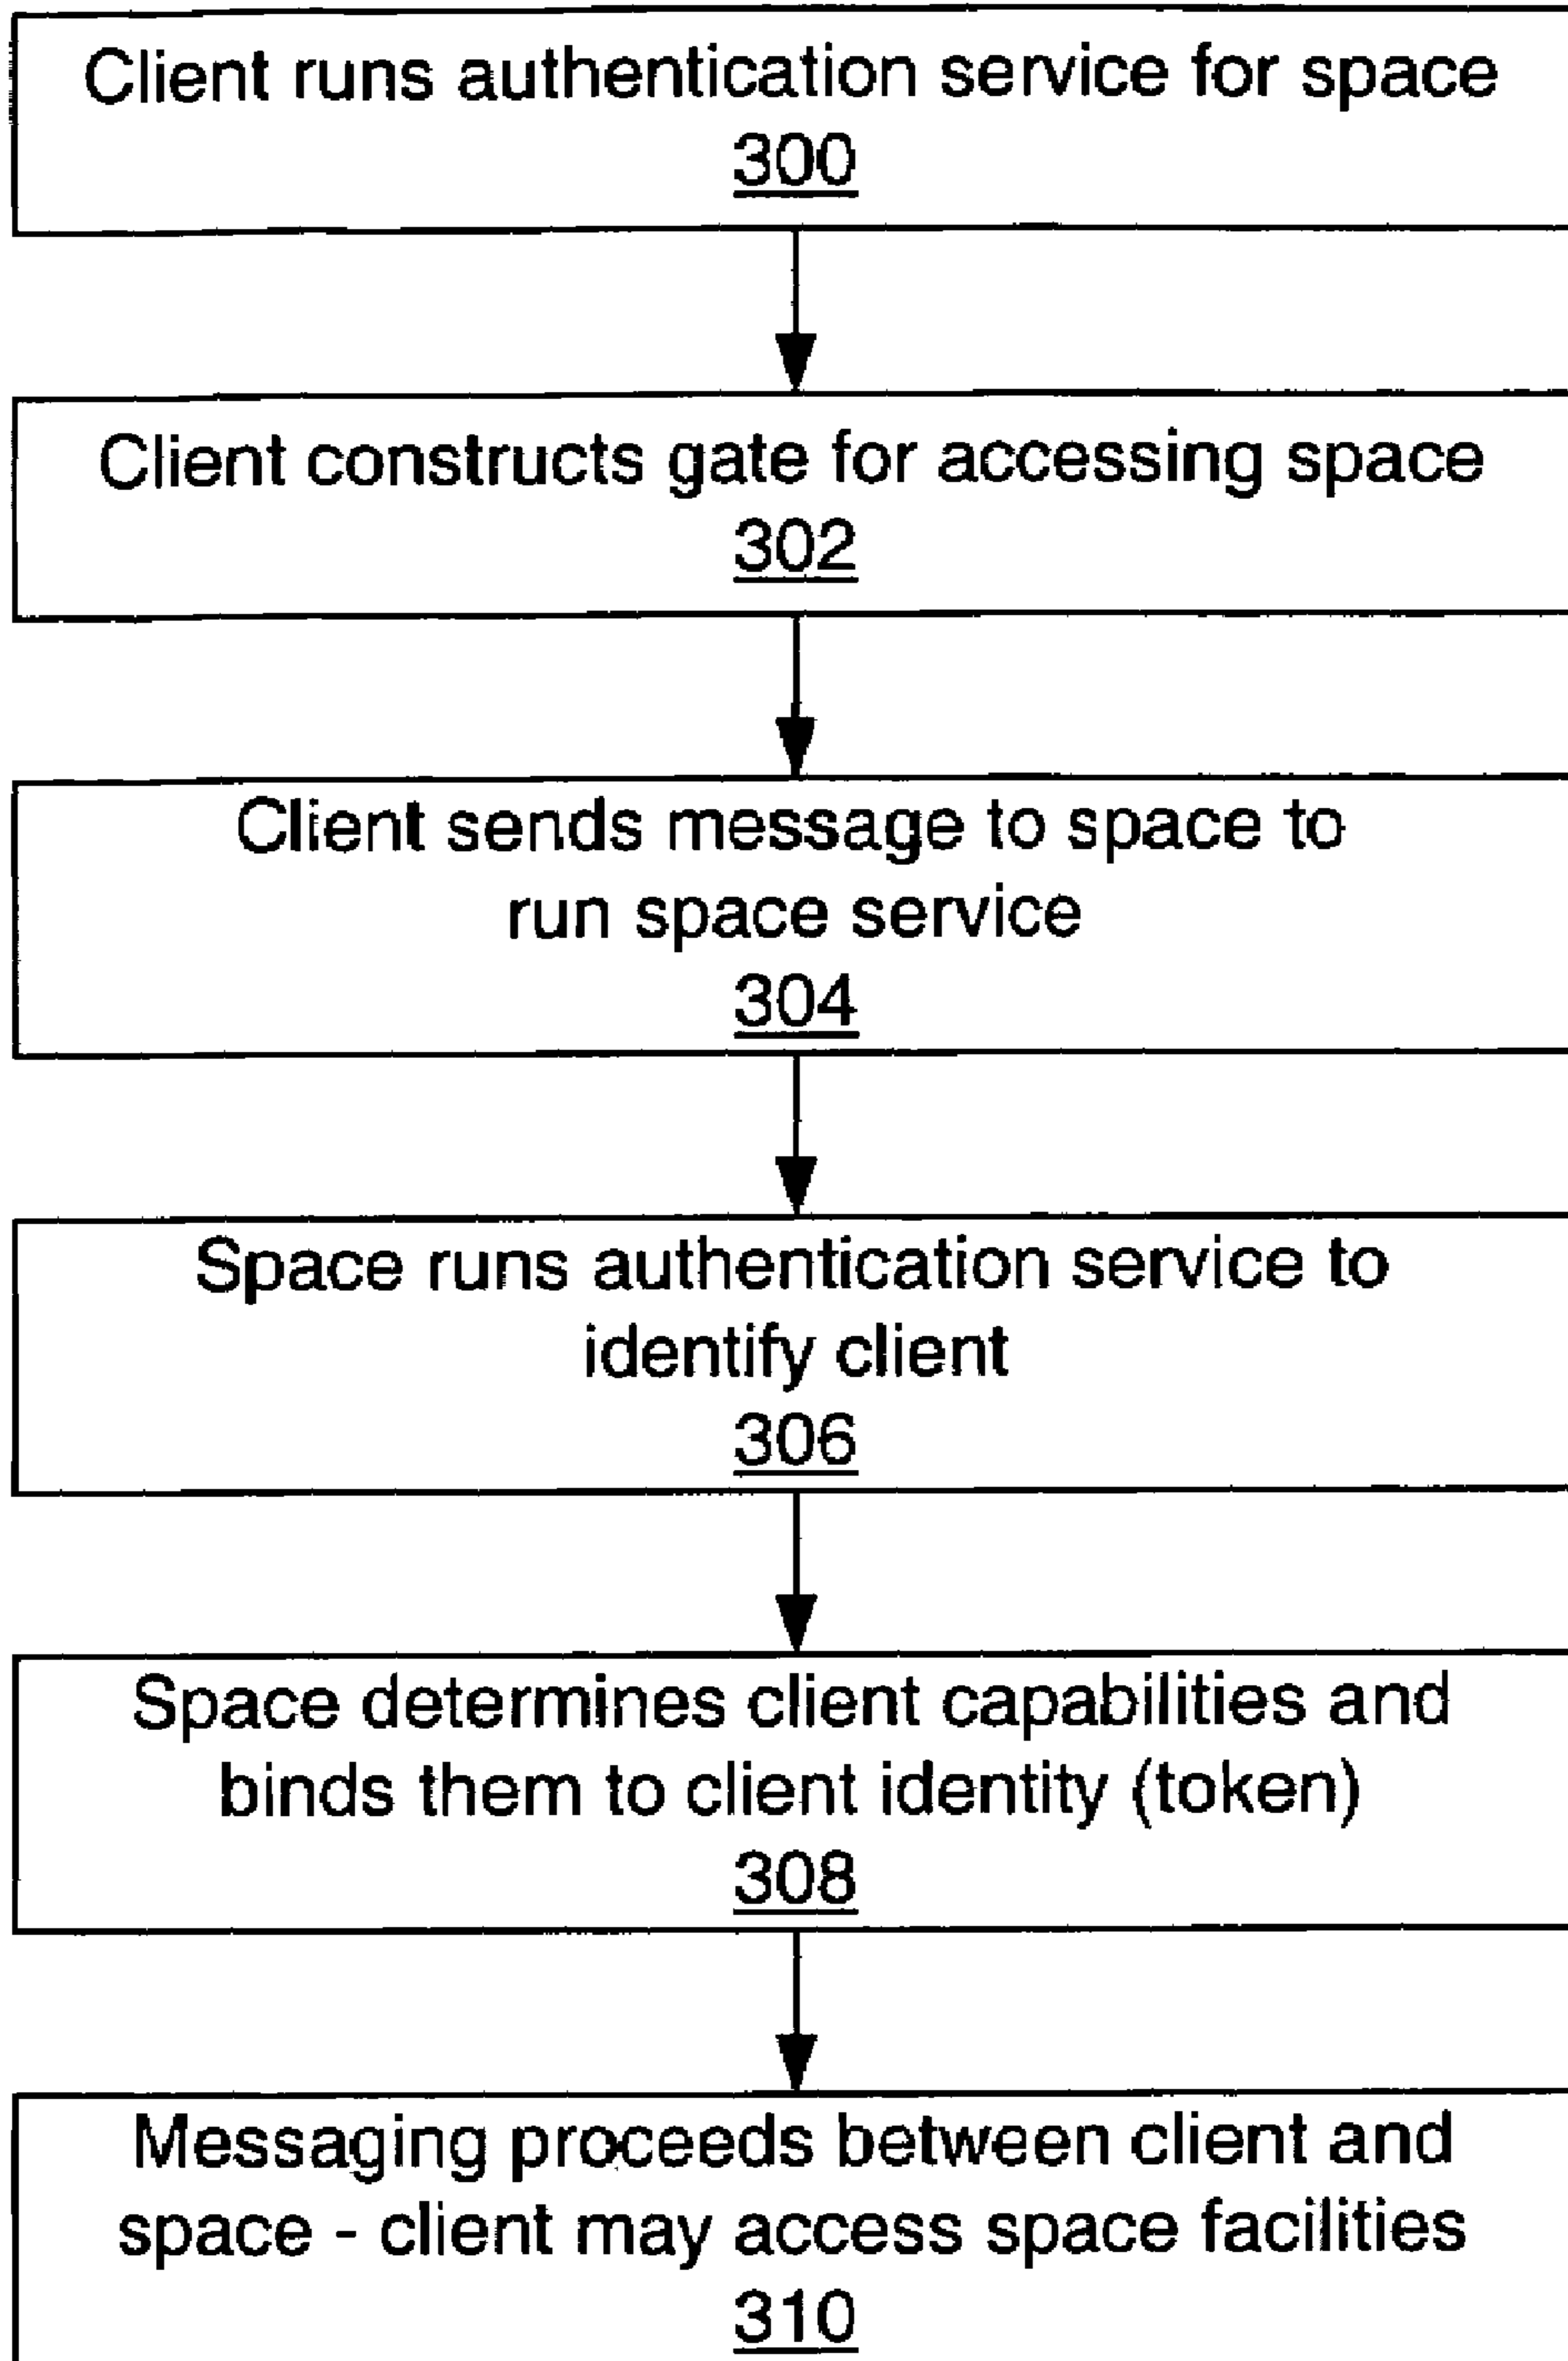 Client runs authentication service for space
300
Client constructs gate for accessing space
302
Client sends message to space to
run space service
304
Space runs authentication service to
identify client
306
Space determines client capabilities and
binds them to client identity (token)
308
Messaging proceeds between client and
space - client may access space facilities
310